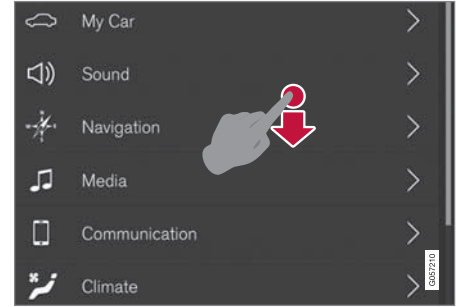 My Car
Sound
Navigation
Media
Communication
Climate
G057210